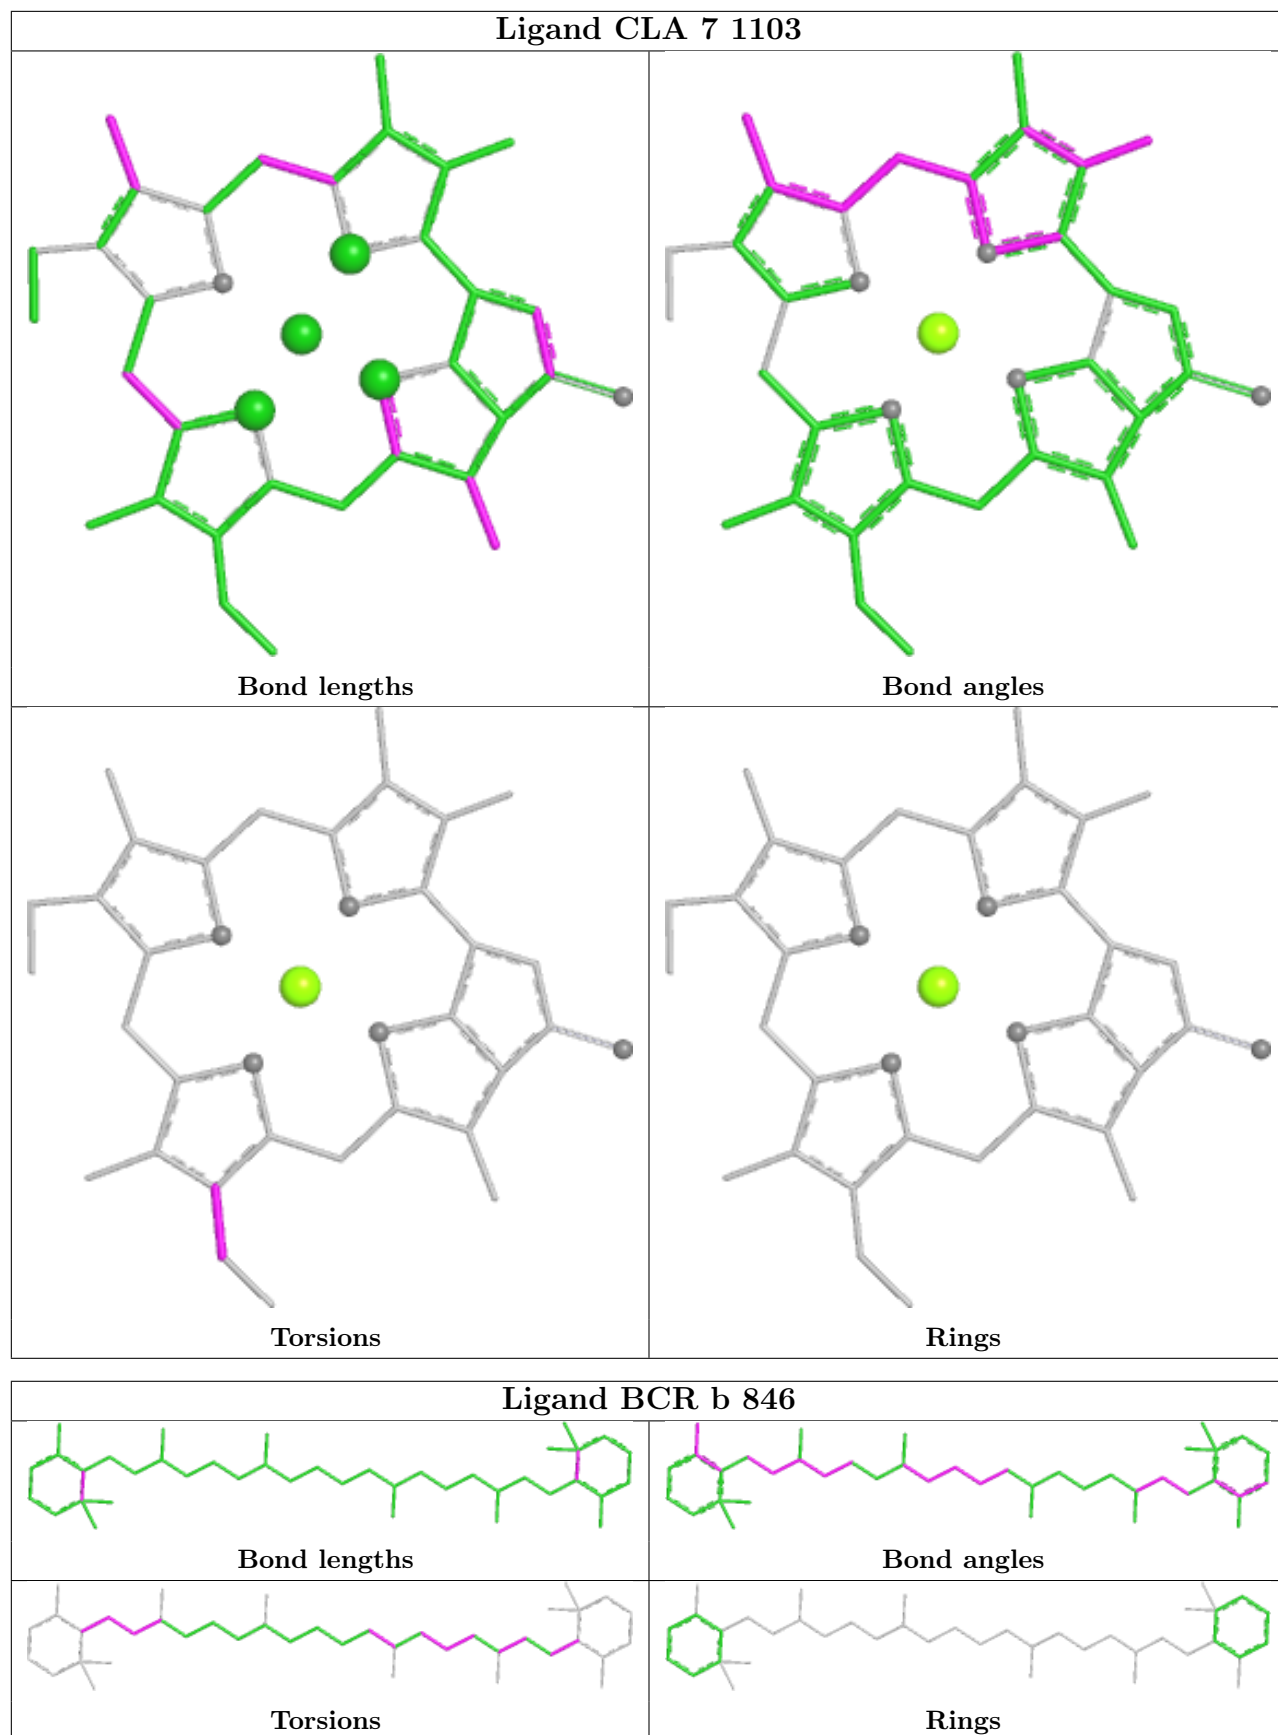 Ligand CLA 7 1103
Bond lengths
Bond angles
Torsions
Rings
Ligand BCR b 846
Bond lengths
Bond angles
Torsions
Rings